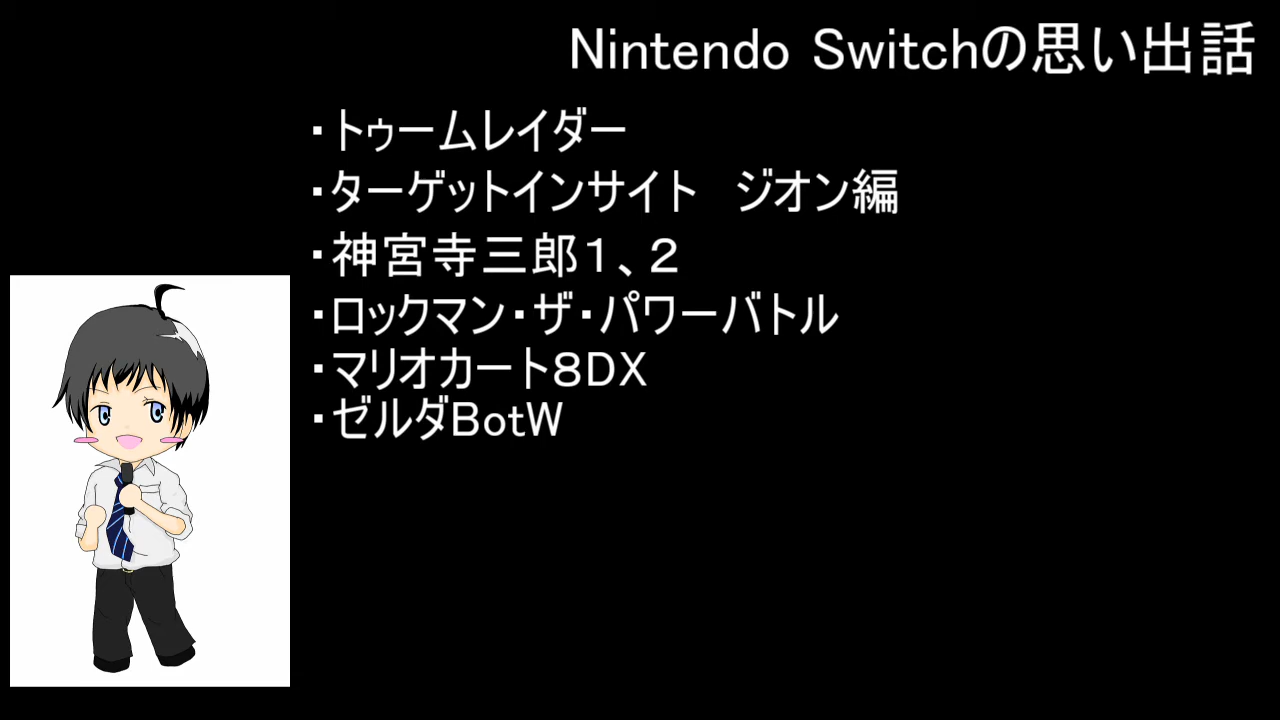 Nintendo Switchの思い出話
・トゥームレイダー
・ターゲットインサイト　ジオン編
・神宮寺三郎１、２
・ロックマン・ザ・パワーバトル
・マリオカート８DX
・ゼルダBotW